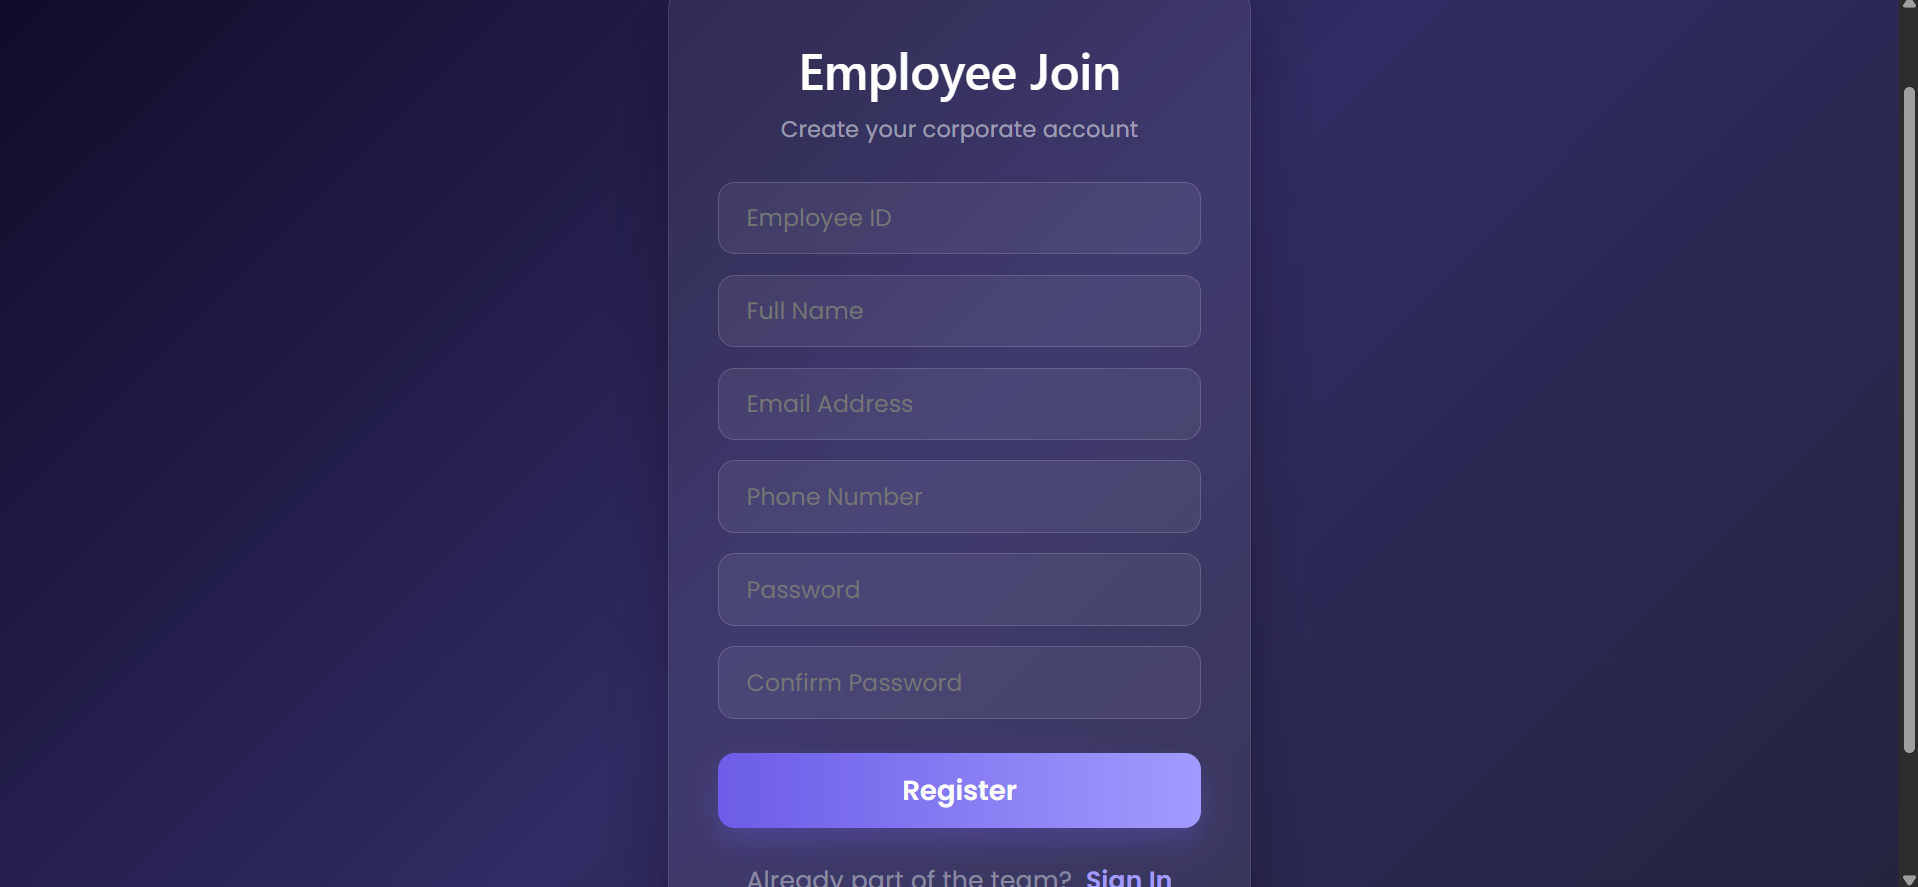 Employee Join
Create your corporate account
Employee ID
Full Name
Email Address
Phone Number
Password
Confirm Password
Register
Already part of the team? Sign In